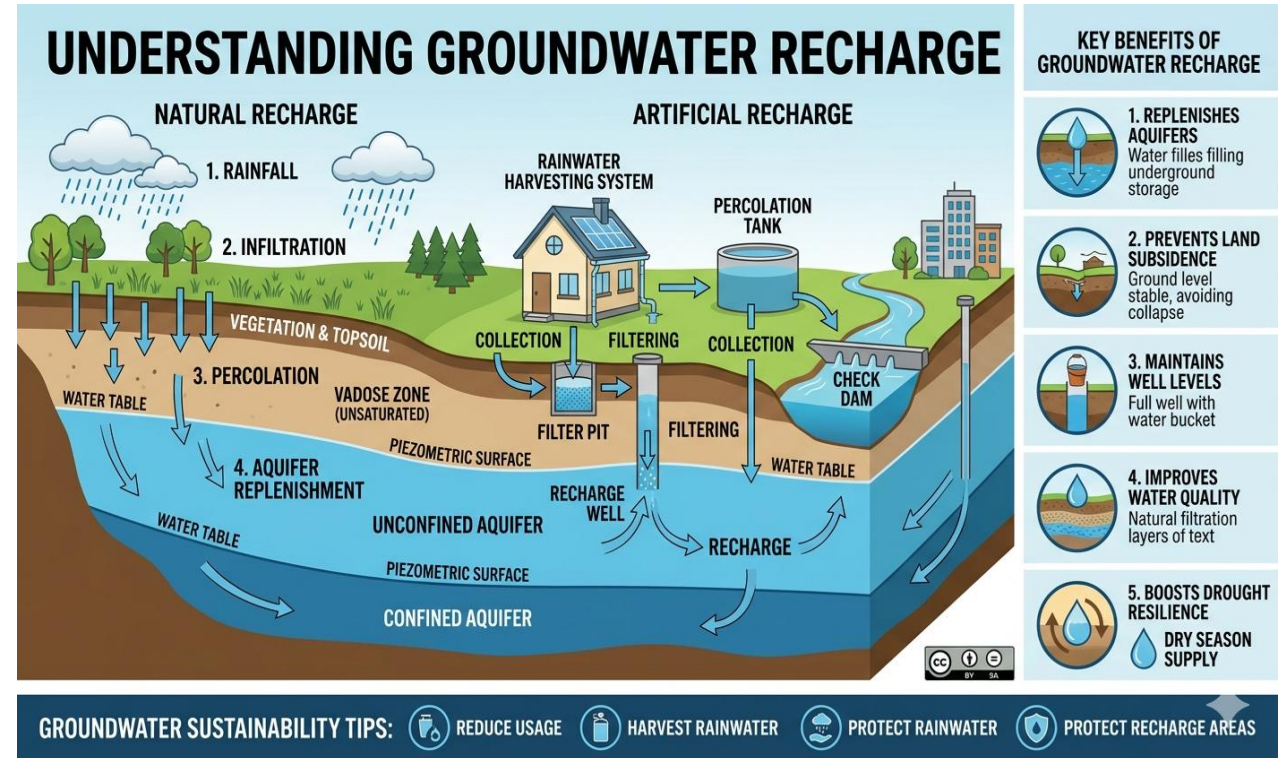 UNDERSTANDING GROUNDWATER RECHARGE
NATURAL RECHARGE
1. RAINFALL
2. INFILTRATION
VEGETATION & TOPSOIL
3. PERCOLATION
WATER TABLE
VADOSE ZONE
(UNSATURATED)
PIEZOMETRIC SURFACE
4. AQUIFER
REPLENISHMENT
UNCONFINED AQUIFER
WATER TABLE
PIEZOMETRIC SURFACE
CONFINED AQUIFER
ARTIFICIAL RECHARGE
RAINWATER
HARVESTING SYSTEM
PERCOLATION
TANK
COLLECTION
FILTERING
COLLECTION
CHECK
DAM
FILTER PIT
FILTERING
WATER TABLE
RECHARGE
WELL
RECHARGE
CC
BY
SA
KEY BENEFITS OF
GROUNDWATER RECHARGE
1. REPLENISHES
AQUIFERS
Water filles filling
underground
storage
2. PREVENTS LAND
SUBSIDENCE
Ground level
stable, avoiding
collapse
3. MAINTAINS
WELL LEVELS
Full well with
water bucket
4. IMPROVES
WATER QUALITY
Natural filtration
layers of text
5. BOOSTS DROUGHT
RESILIENCE
DRY SEASON
SUPPLY
GROUNDWATER SUSTAINABILITY TIPS: REDUCE USAGE HARVEST RAINWATER PROTECT RAINWATER PROTECT RECHARGE AREAS